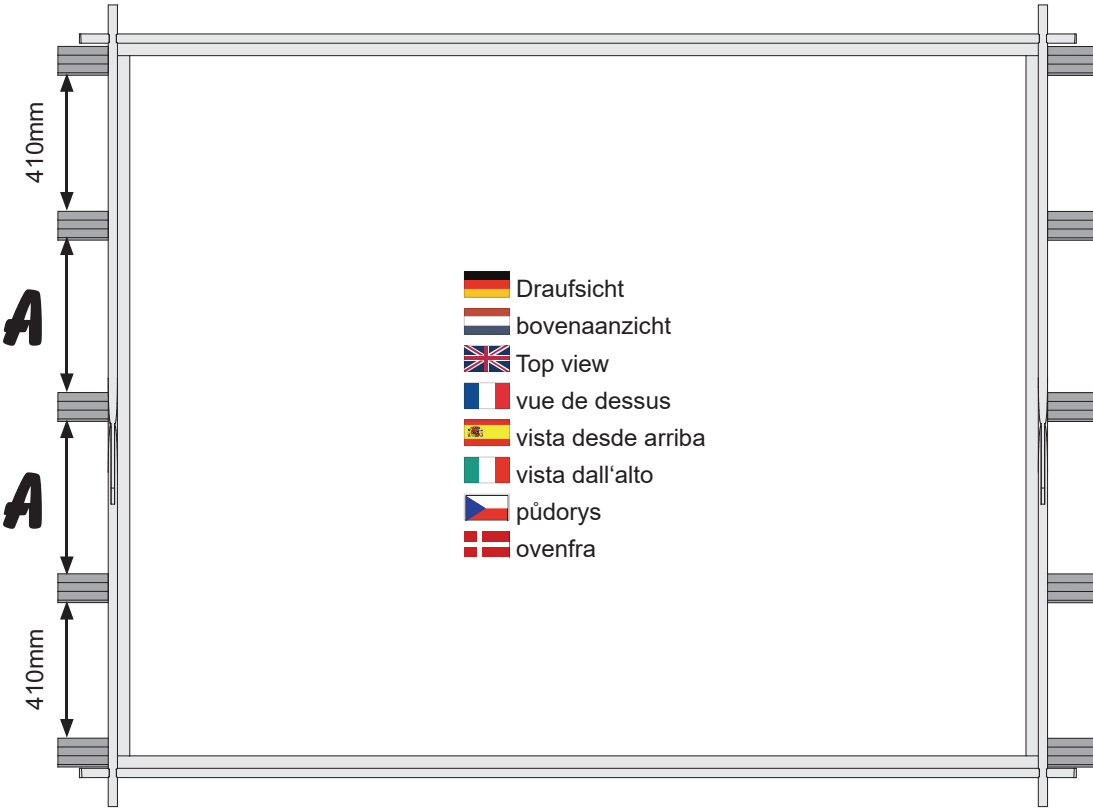 410mm
A
A
410mm
Draufsicht
bovenaanzicht
Top view
vue de dessus
vista desde arriba
vista dall‘alto
půdorys
ovenfra